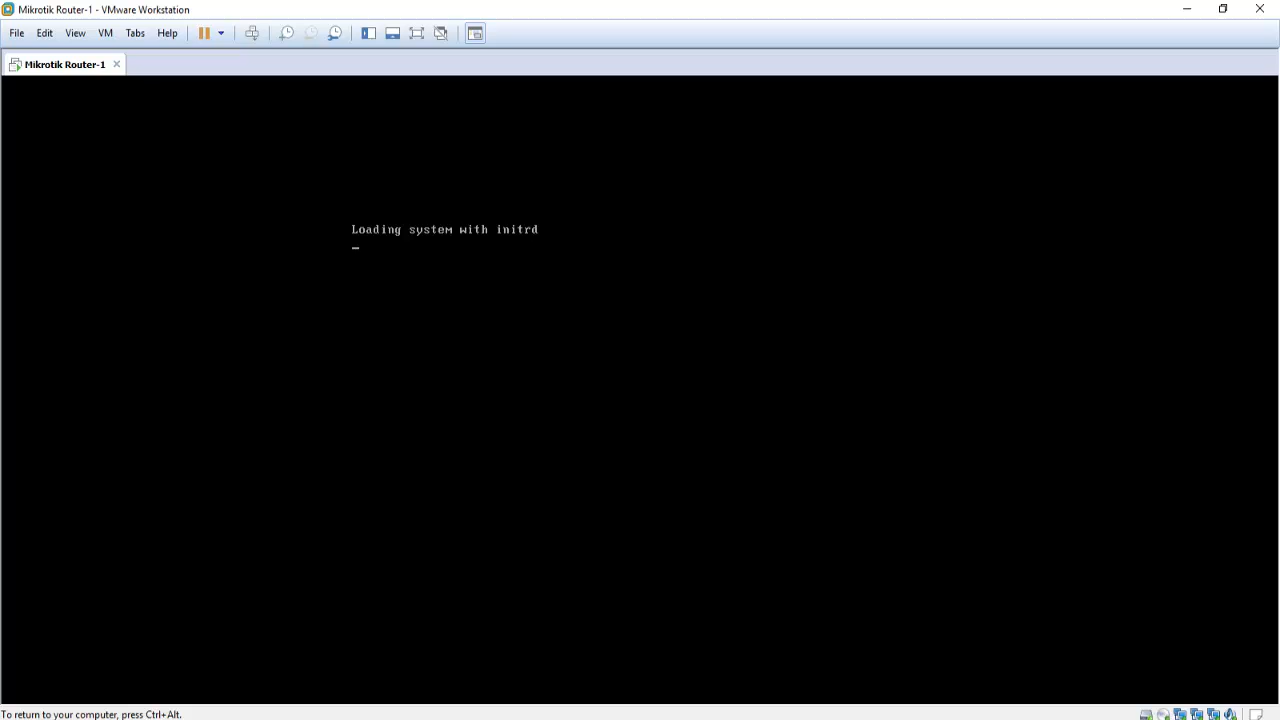 Mikrotik Router-1 - VMware Workstation
File Edit View VM Tabs Help
Mikrotik Router-1
Loading system with initrd
To return to your computer, press Ctrl+Alt.